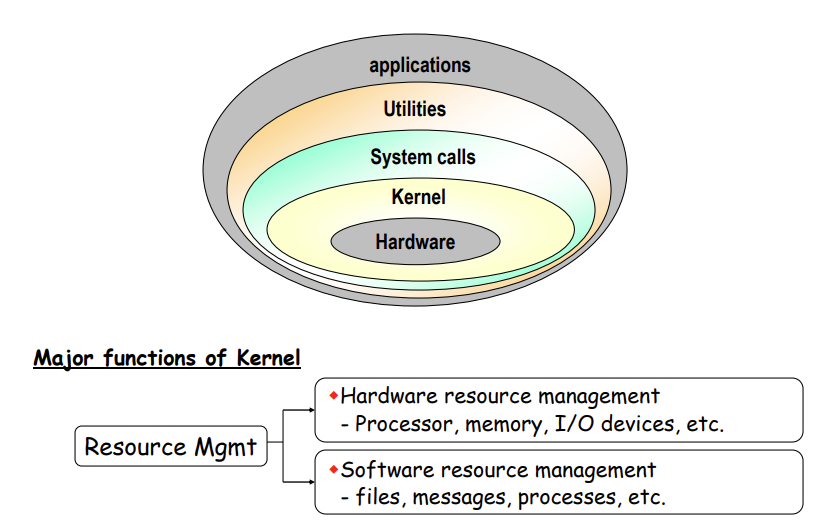 applications
Utilities
System calls
Kernel
Hardware
Major functions of Kernel
Resource Mgmt
◆Hardware resource management
- Processor, memory, I/O devices, etc.
◆Software resource management
- files, messages, processes, etc.